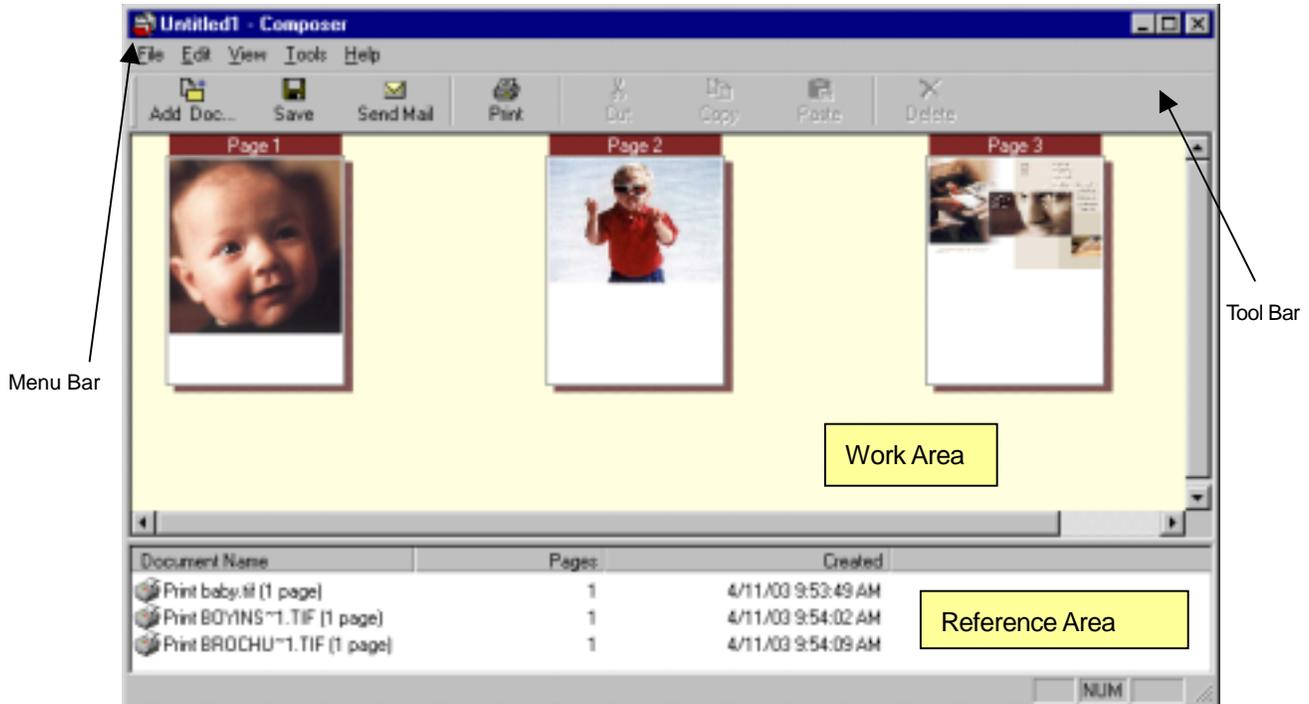 Untitled1 - Composer
File Edit View Tools Help
Add Doc... Save Send Mail Print Cut Copy Paste Delete
Page 1 Page 2 Page 3
Tool Bar
Menu Bar
Work Area
Document Name Pages Created
Print baby.tif (1 page) 1 4/11/03 9:53:49 AM
Print BOYINS~1.TIF (1 page) 1 4/11/03 9:54:02 AM
Reference Area
Print BROCHU~1.TIF (1 page) 1 4/11/03 9:54:09 AM
NUM